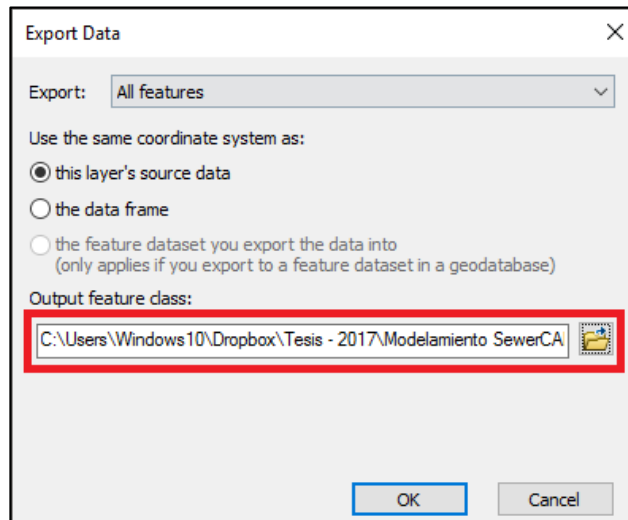 Export Data
Export: All features
Use the same coordinate system as:
this layer's source data
the data frame
the feature dataset you export the data into
(only applies if you export to a feature dataset in a geodatabase)
Output feature class:
C:\Users\Windows10\Dropbox\Tesis - 2017\Modelamiento SewerCA
OK Cancel